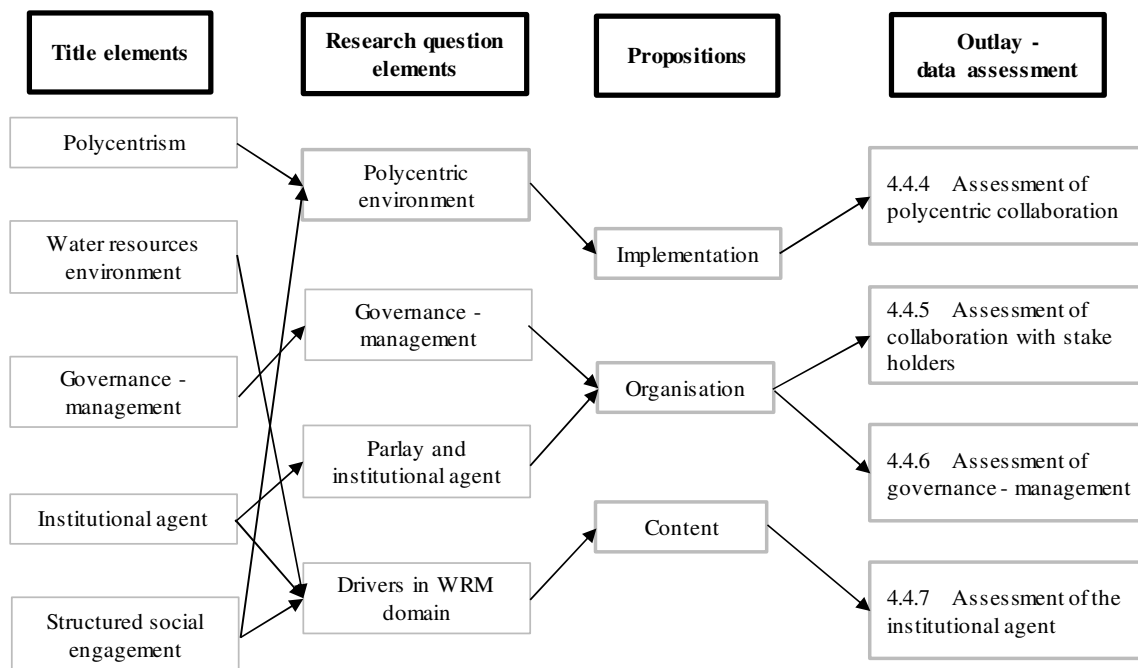 Title elements
Research question
elements
Propositions
Outlay -
data assessment
Polycentrism
Water resources
environment
Governance -
management
Institutional agent
Structured social
engagement
Polycentric
environment
Governance -
management
Parlay and
institutional agent
Drivers in WRM
domain
Implementation
Organisation
Content
4.4.4 Assessment of
polycentric collaboration
4.4.5 Assessment of
collaboration with stake
holders
4.4.6 Assessment of
governance - management
4.4.7 Assessment of the
institutional agent